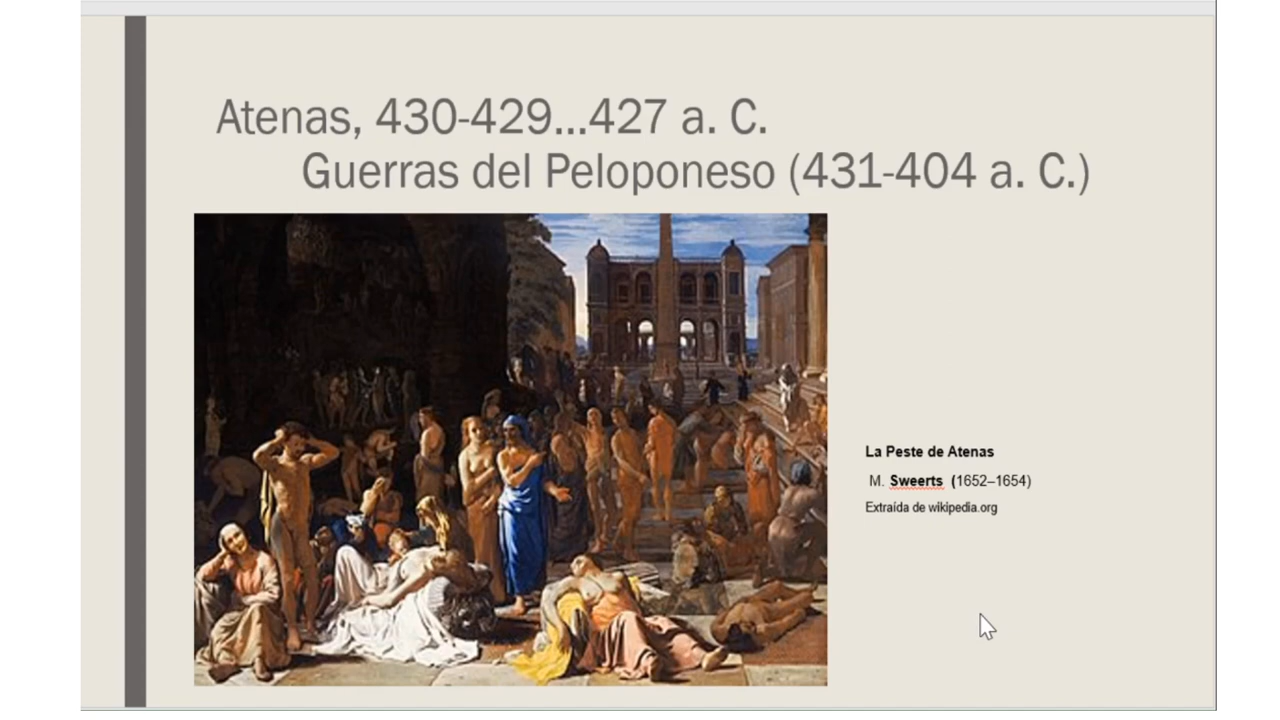 Atenas, 430-429...427 a. C.
Guerras del Peloponeso (431-404 a. C.)
La Peste de Atenas
M. Sweerts (1652–1654)
Extraída de wikipedia.org